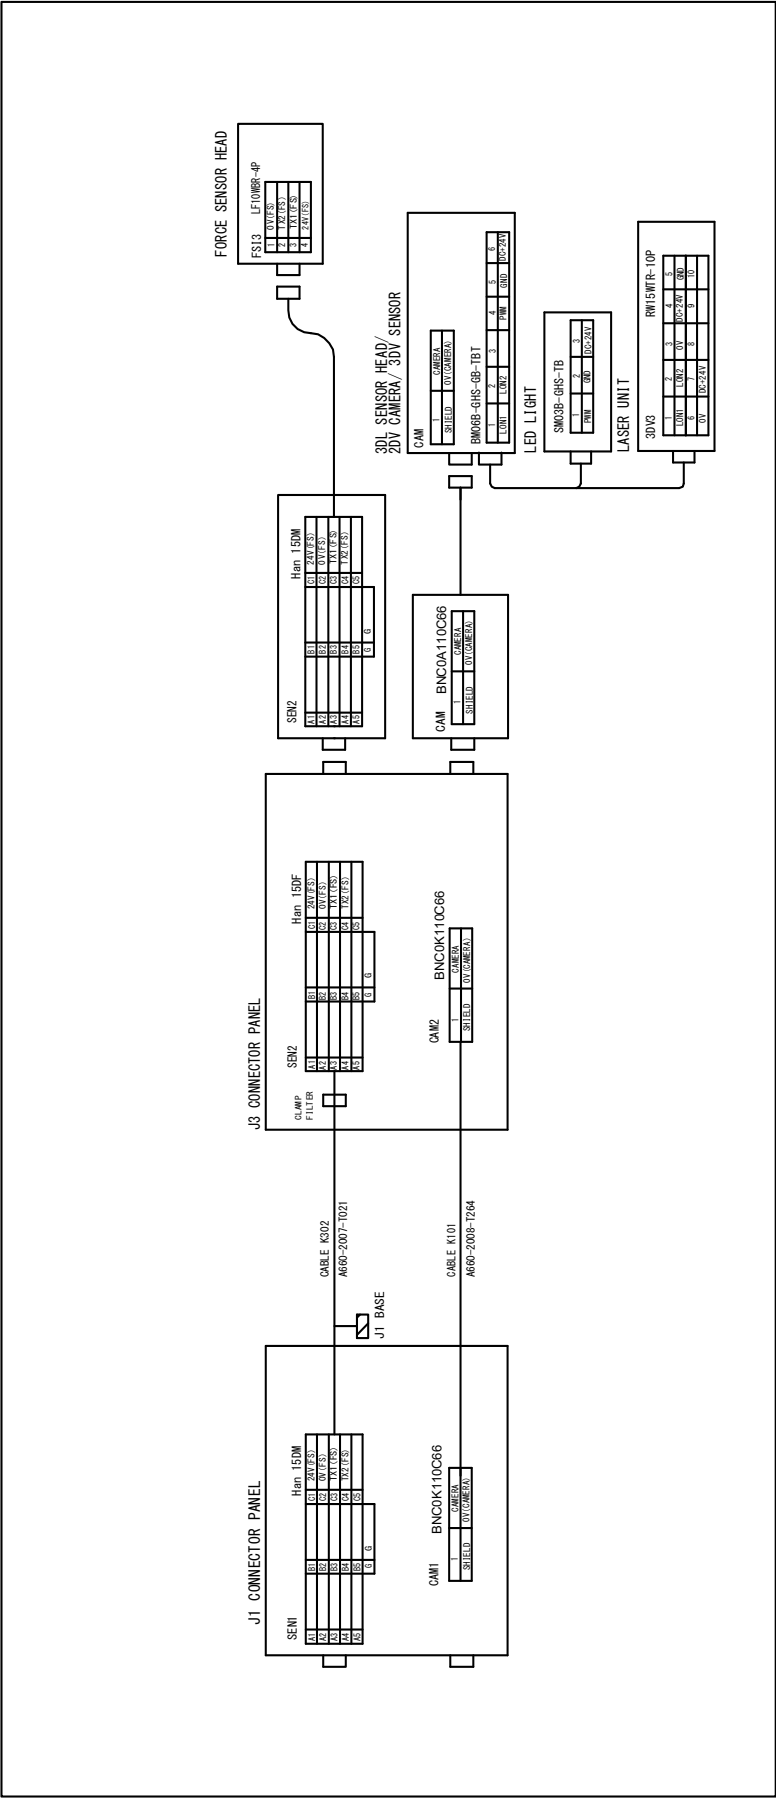 J1 CONNECTOR PANEL
SEN1
Han 15DM
A1 B1 C1 24V(FS)
A2 B2 C2 0V(FS)
A3 B3 C3 TX1(FS)
A4 B4 C4 TX2(FS)
A5 B5 C5
G G
CAM1 BNC0K110C66
1 CAMERA
SHIELD 0V(CAMERA)
J1 BASE
CABLE K302
A660-2007-T021
CABLE K101
A660-2008-T264
J3 CONNECTOR PANEL
CLAMP
FILTER
SEN2
Han 15DF
A1 B1 C1 24V(FS)
A2 B2 C2 0V(FS)
A3 B3 C3 TX1(FS)
A4 B4 C4 TX2(FS)
A5 B5 C5
G G
CAM2 BNC0K110C66
1 CAMERA
SHIELD 0V(CAMERA)
SEN2
Han 15DM
A1 B1 C1 24V(FS)
A2 B2 C2 0V(FS)
A3 B3 C3 TX1(FS)
A4 B4 C4 TX2(FS)
A5 B5 C5
G G
CAM BNC0A110C66
1 CAMERA
SHIELD 0V(CAMERA)
FORCE SENSOR HEAD
FSI3 LF10WBR-4P
1 0V(FS)
2 TX2(FS)
3 TX1(FS)
4 24V(FS)
3DL SENSOR HEAD/
2DV CAMERA/ 3DV SENSOR
CAM
1 CAMERA
SHIELD 0V(CAMERA)
BM06B-GHS-GB-TBT
1 2 3 4 5 6
LON1 LON2 PWM GND DC+24V
LED LIGHT
SM03B-GHS-TB
1 2 3
PWM GND DC+24V
LASER UNIT
3DV3 RW15WTR-10P
1 2 3 4 5
LON1 LON2 0V DC+24V GND
6 7 8 9 10
0V DC+24V